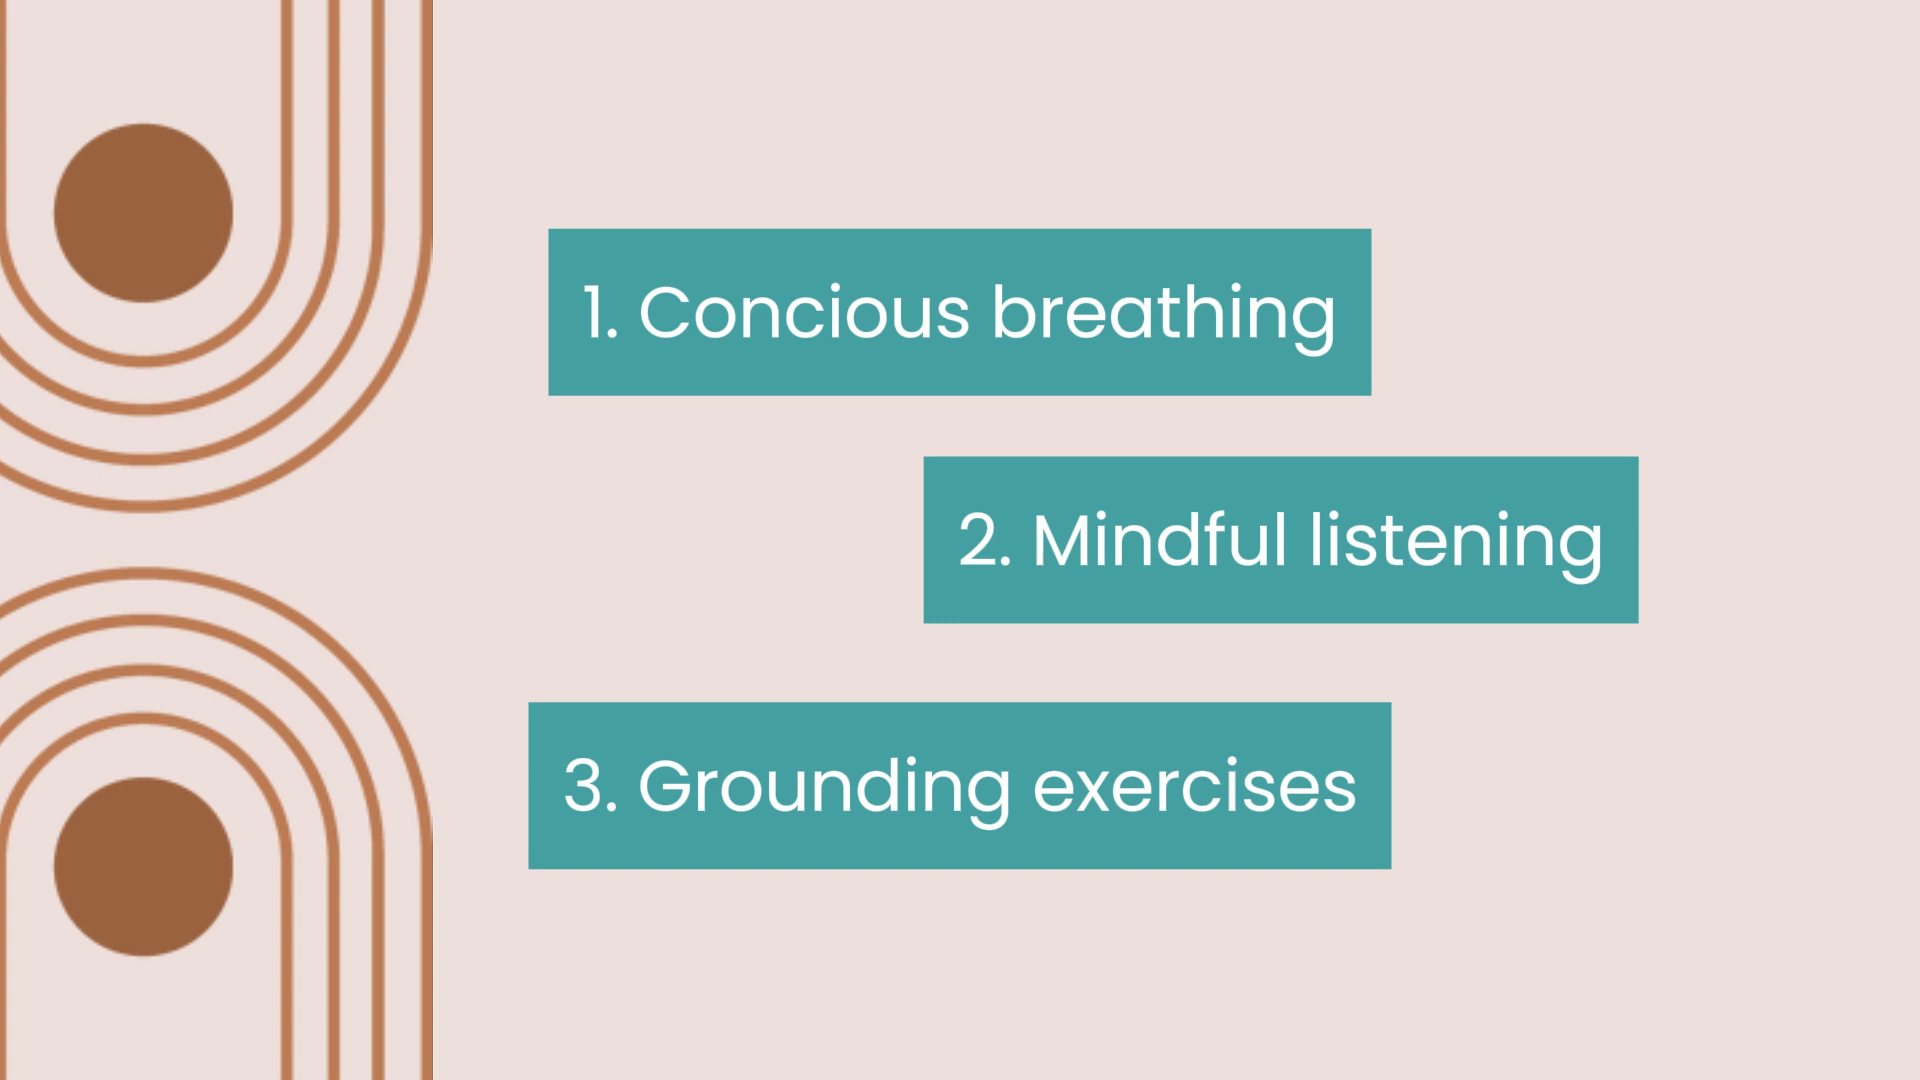 1. Concious breathing
2. Mindful listening
3. Grounding exercises